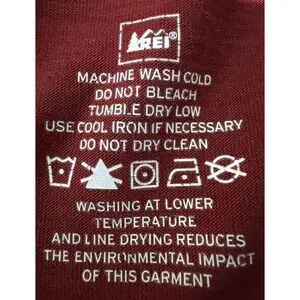 REI
MACHINE WASH COLD
DO NOT BLEACH
TUMBLE DRY LOW
USE COOL IRON IF NECESSARY
DO NOT DRY CLEAN
WASHING AT LOWER
TEMPERATURE
AND LINE DRYING REDUCES
THE ENVIRONMENTAL IMPACT
OF THIS GARMENT